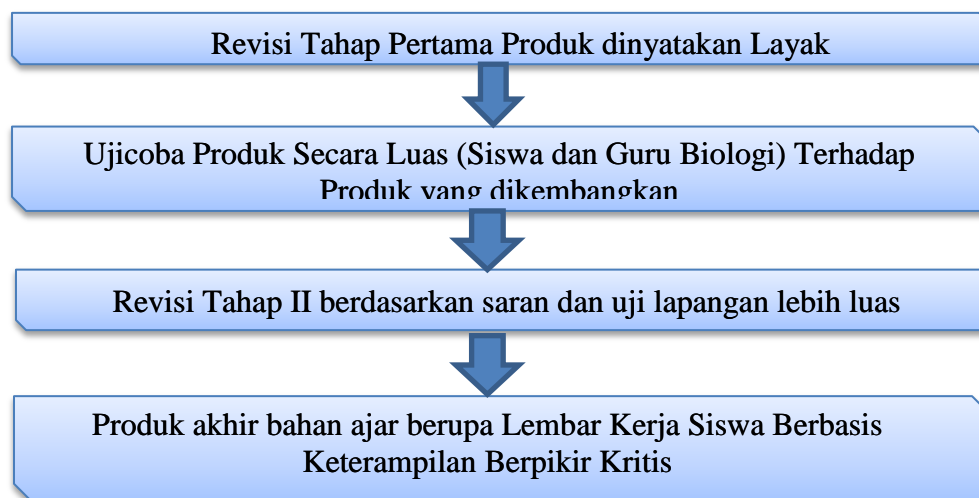 Revisi Tahap Pertama Produk dinyatakan Layak
Ujicoba Produk Secara Luas (Siswa dan Guru Biologi) Terhadap
Produk yang dikembangkan
Revisi Tahap II berdasarkan saran dan uji lapangan lebih luas
Produk akhir bahan ajar berupa Lembar Kerja Siswa Berbasis
Keterampilan Berpikir Kritis